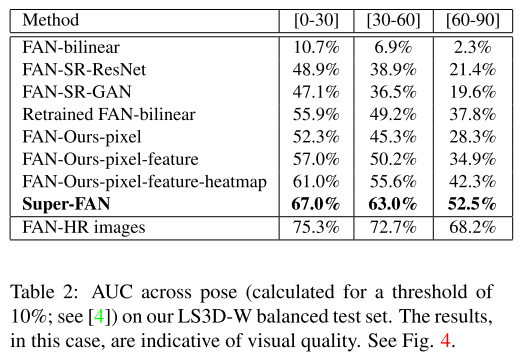 Method [0-30] [30-60] [60-90]
FAN-bilinear 10.7% 6.9% 2.3%
FAN-SR-ResNet 48.9% 38.9% 21.4%
FAN-SR-GAN 47.1% 36.5% 19.6%
Retrained FAN-bilinear 55.9% 49.2% 37.8%
FAN-Ours-pixel 52.3% 45.3% 28.3%
FAN-Ours-pixel-feature 57.0% 50.2% 34.9%
FAN-Ours-pixel-feature-heatmap 61.0% 55.6% 42.3%
Super-FAN 67.0% 63.0% 52.5%
FAN-HR images 75.3% 72.7% 68.2%
Table 2: AUC across pose (calculated for a threshold of
10%; see [4]) on our LS3D-W balanced test set. The results,
in this case, are indicative of visual quality. See Fig. 4.